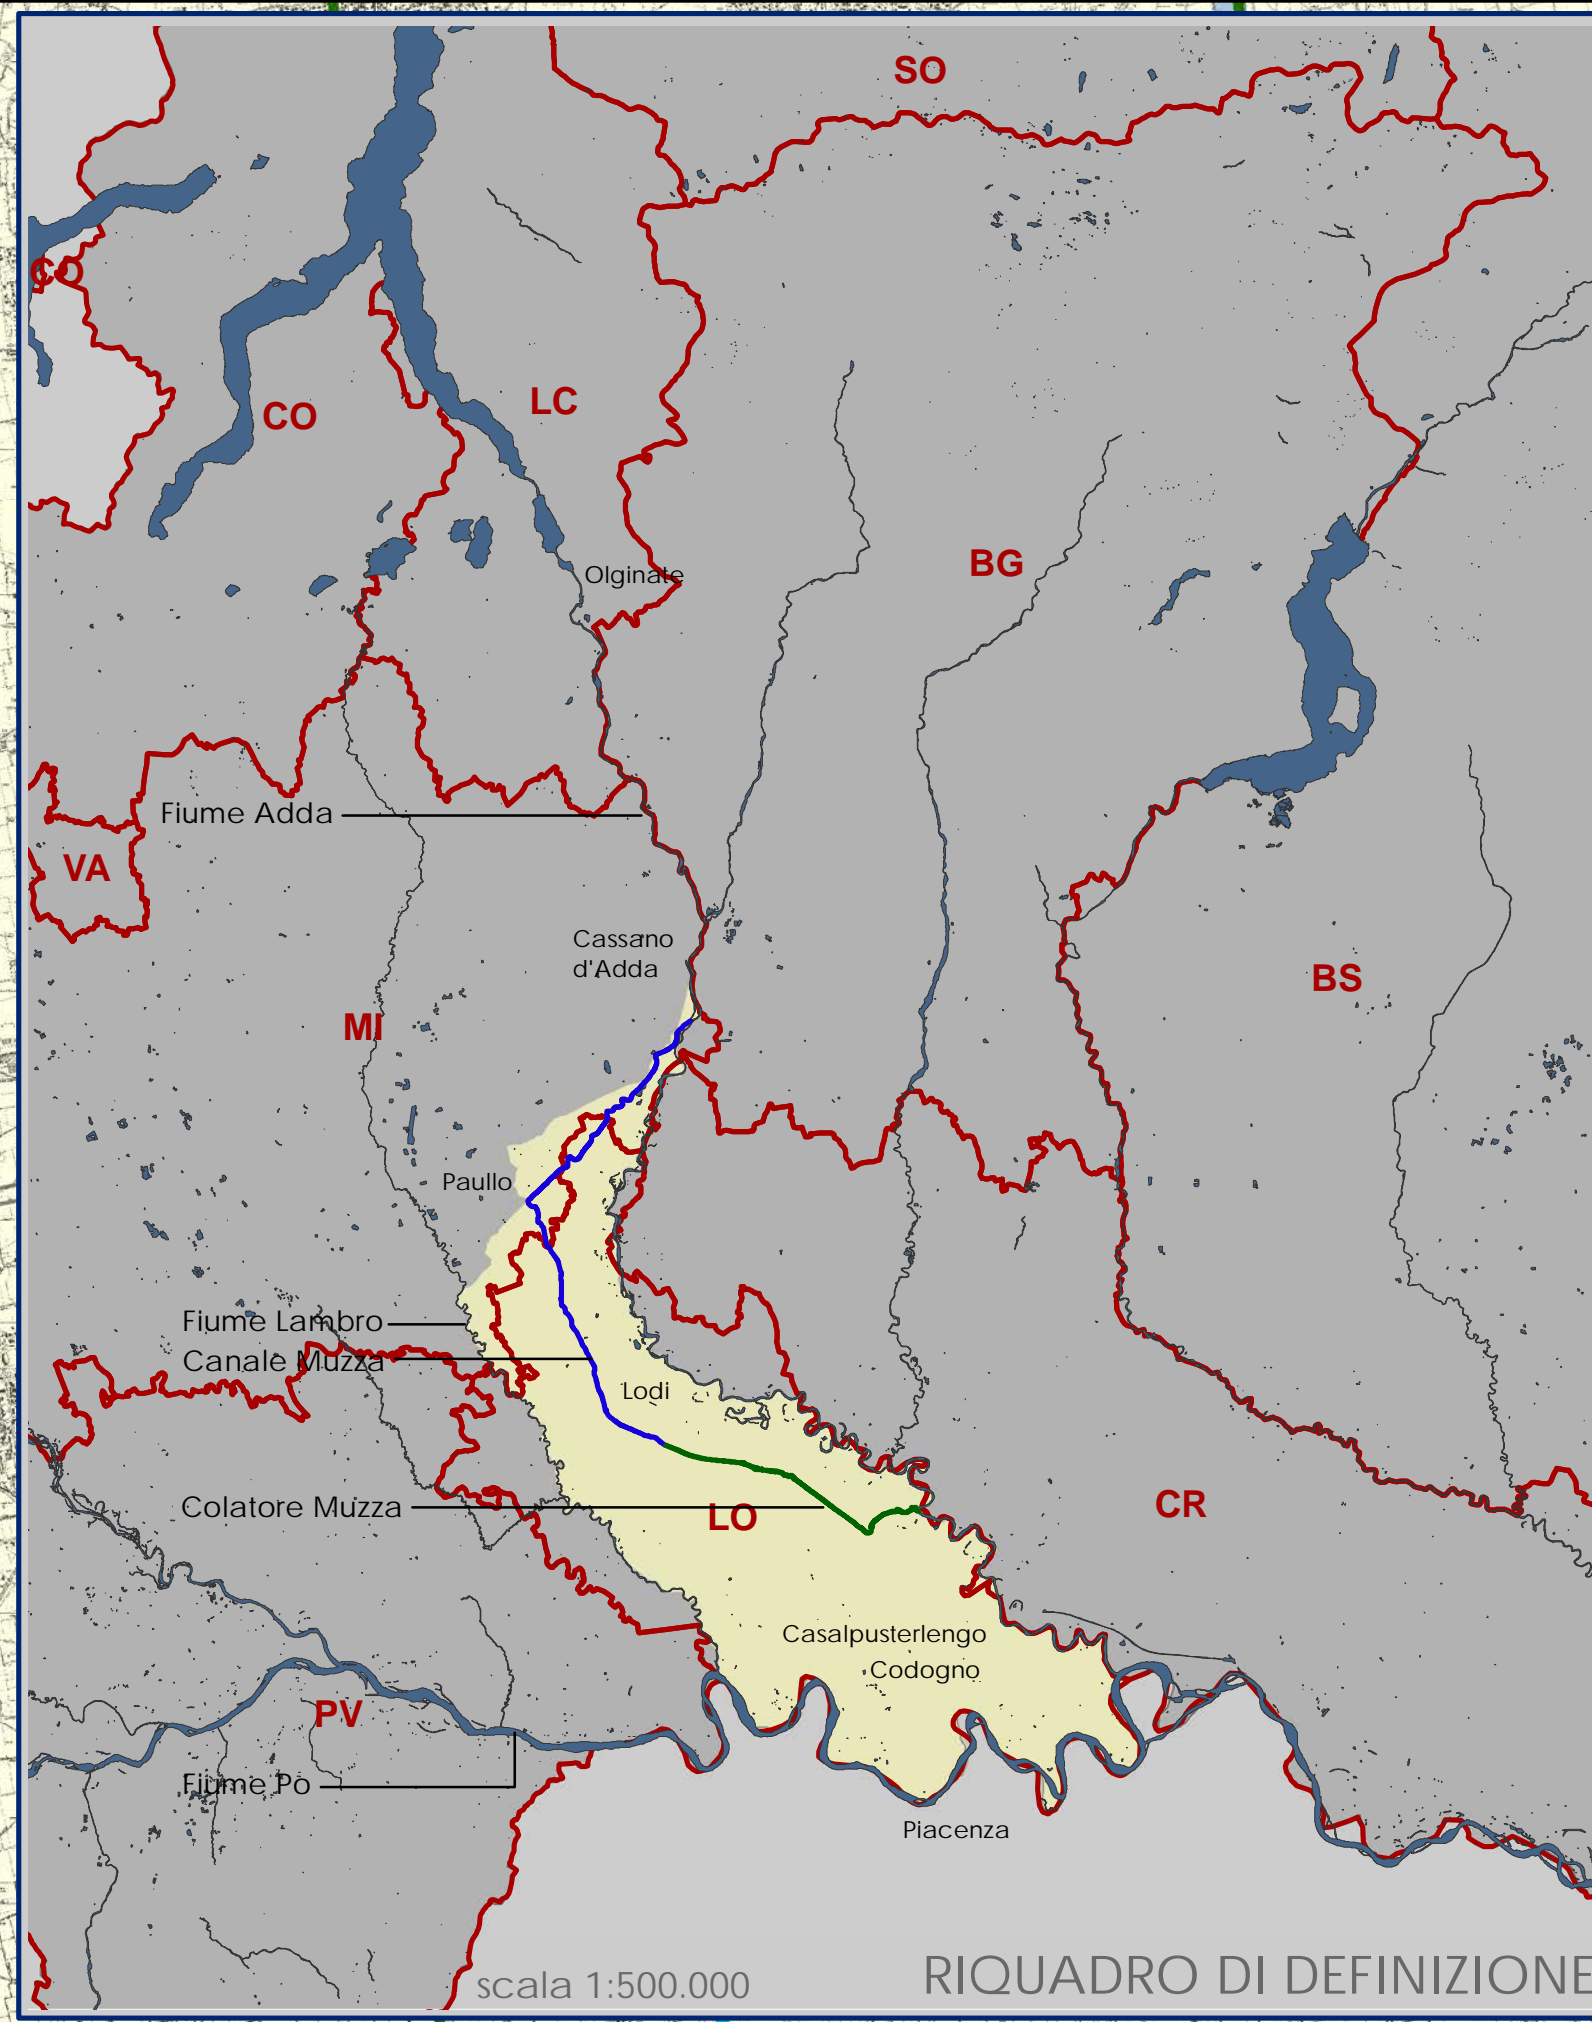 SO
CO
CO
LC
Olginate
BG
Fiume Adda
VA
Cassano
d'Adda
BS
MI
Paullo
Fiume Lambro
Canale Muzza
Lodi
Colatore Muzza
LO
CR
Casalpusterlengo
Codogno
PV
Fiume Po
Piacenza
scala 1:500.000
RIQUADRO DI DEFINIZIONE